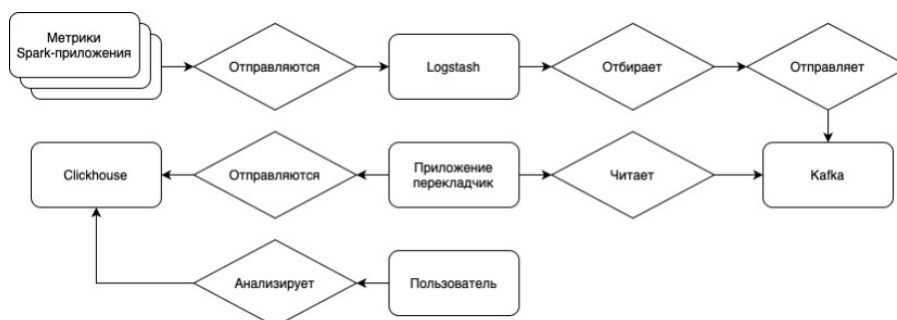 Метрики
Spark-приложения
Отправляются
Logstash
Отбирает
Отправляет
Clickhouse
Отправляются
Приложение
перекладчик
Читает
Kafka
Анализирует
Пользователь